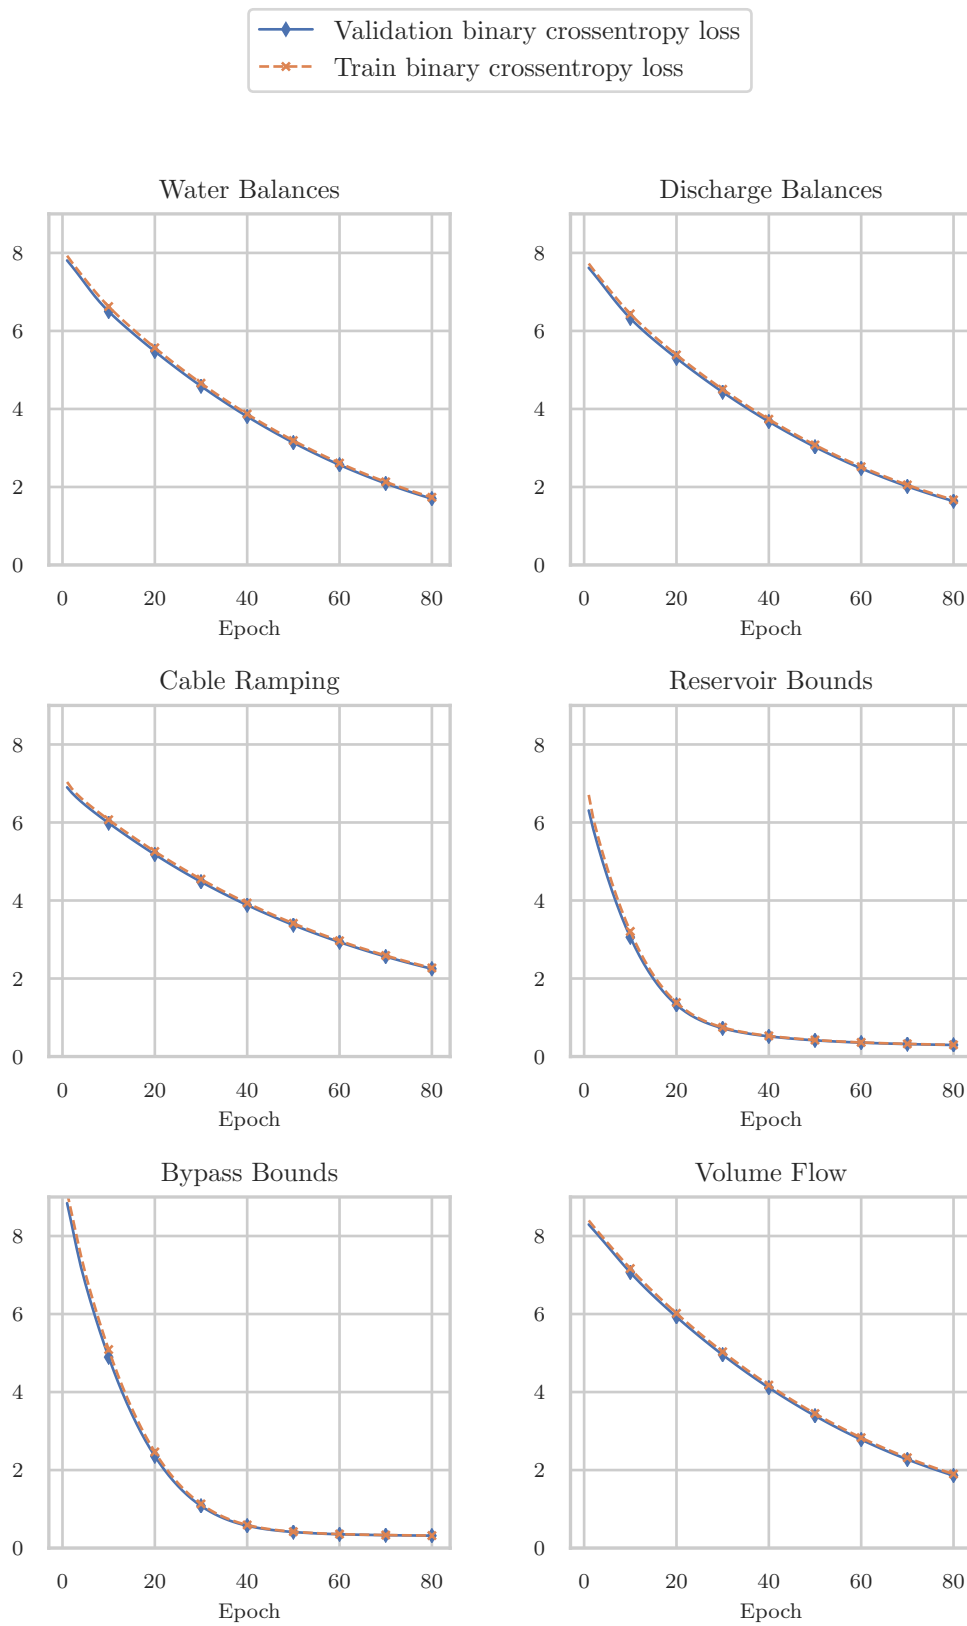 Validation binary crossentropy loss
Train binary crossentropy loss
Water Balances
8
6
4
2
0
0 20 40 60 80
Epoch
Discharge Balances
8
6
4
2
0
0 20 40 60 80
Epoch
Cable Ramping
8
6
4
2
0
0 20 40 60 80
Epoch
Reservoir Bounds
8
6
4
2
0
0 20 40 60 80
Epoch
Bypass Bounds
8
6
4
2
0
0 20 40 60 80
Epoch
Volume Flow
8
6
4
2
0
0 20 40 60 80
Epoch